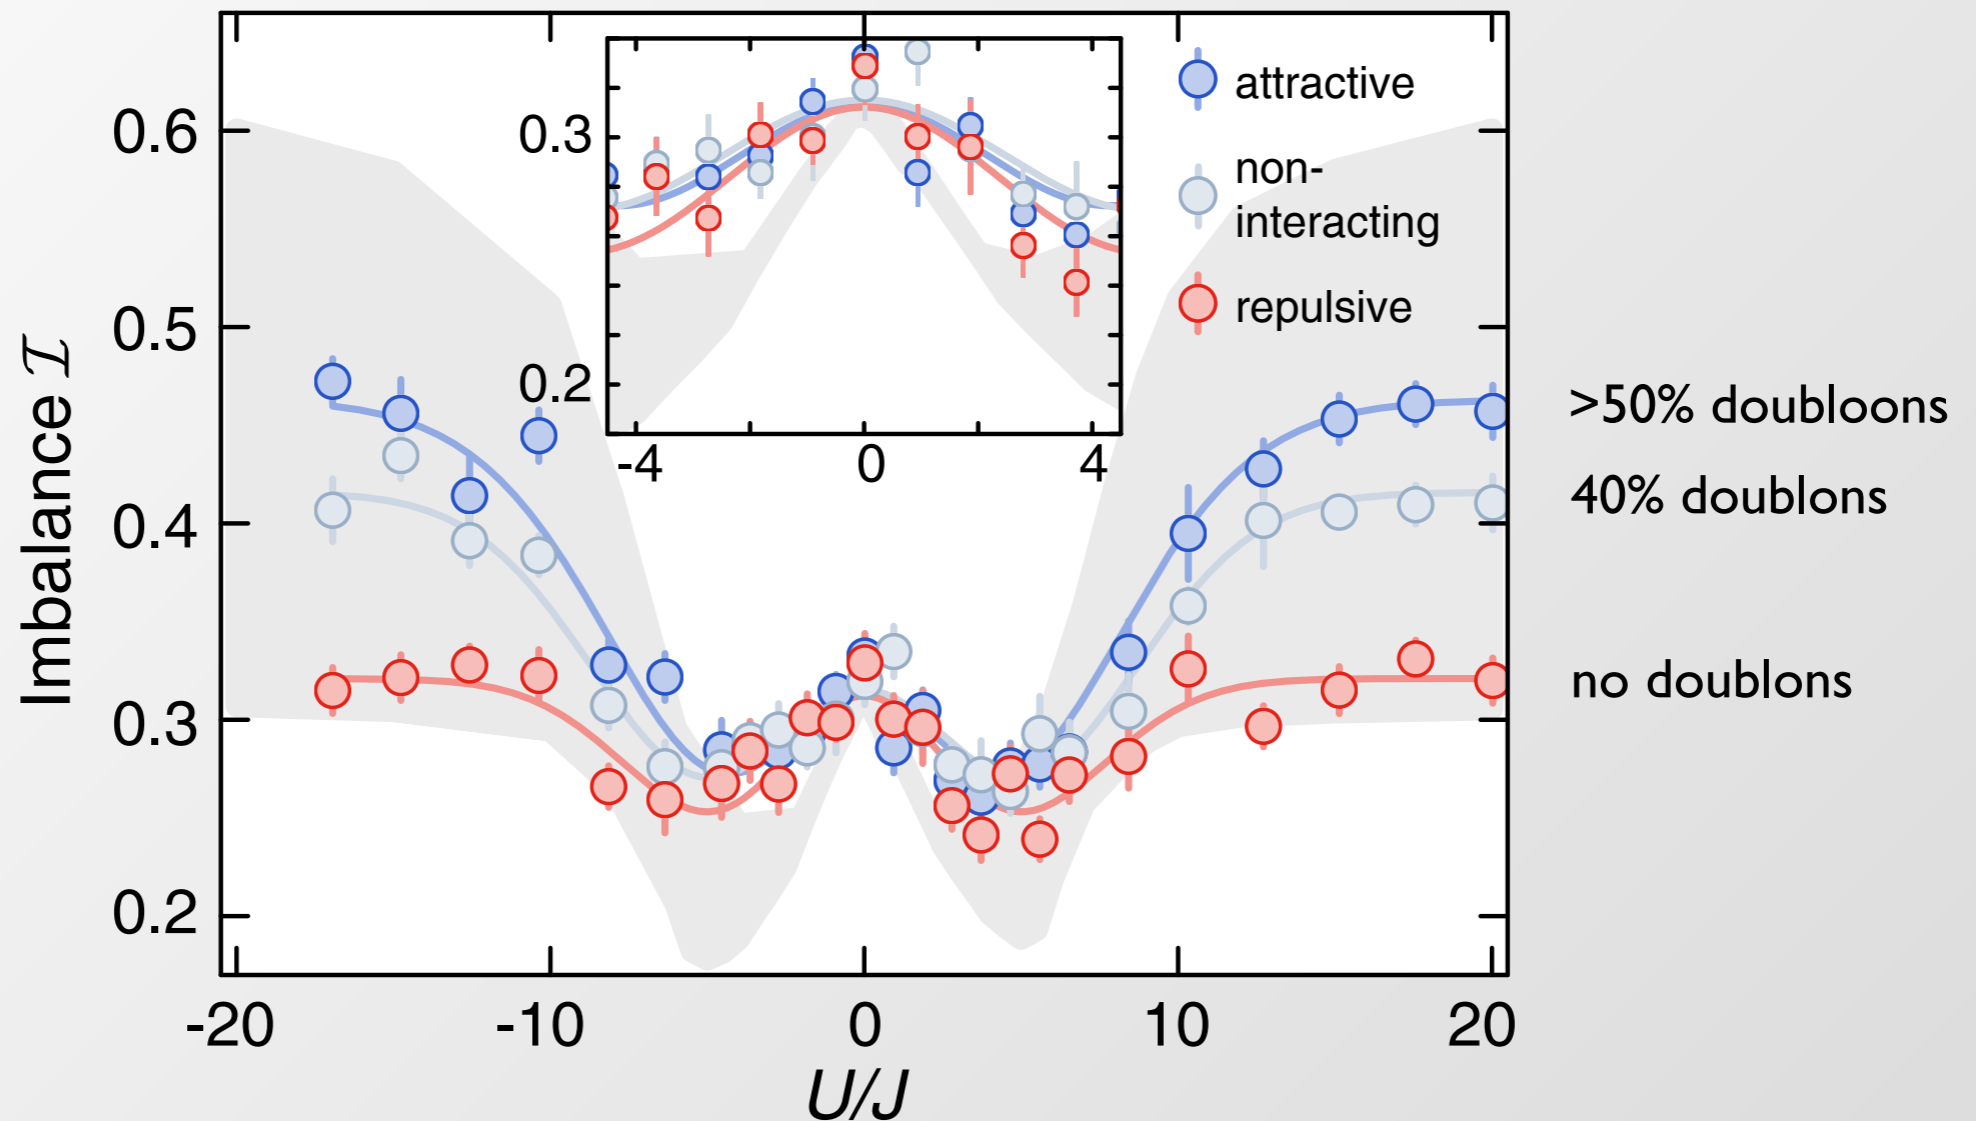 0.6
0.5
0.4
0.3
0.2
Imbalance ℐ
-20
-10
0
10
20
U/J
0.3
0.2
-4
0
4
attractive
non-
interacting
repulsive
>50% doubloons
40% doublons
no doublons